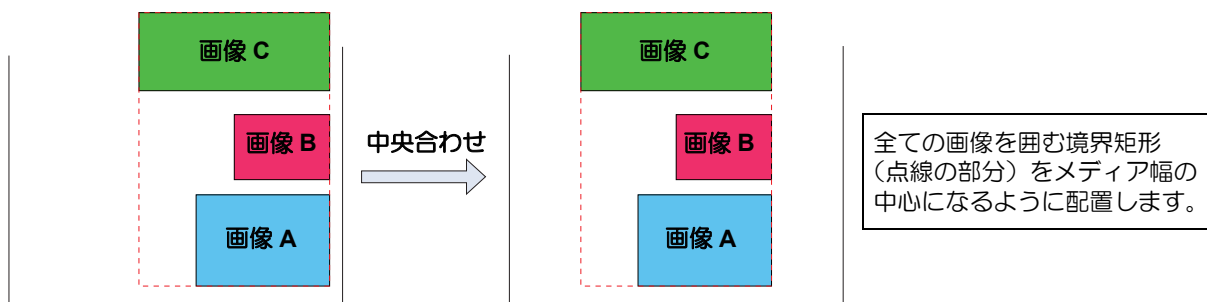 画像 C
画像 B
画像 A
中央合わせ
画像 C
画像 B
画像 A
全ての画像を囲む境界矩形
（点線の部分）をメディア幅の
中心になるように配置します。